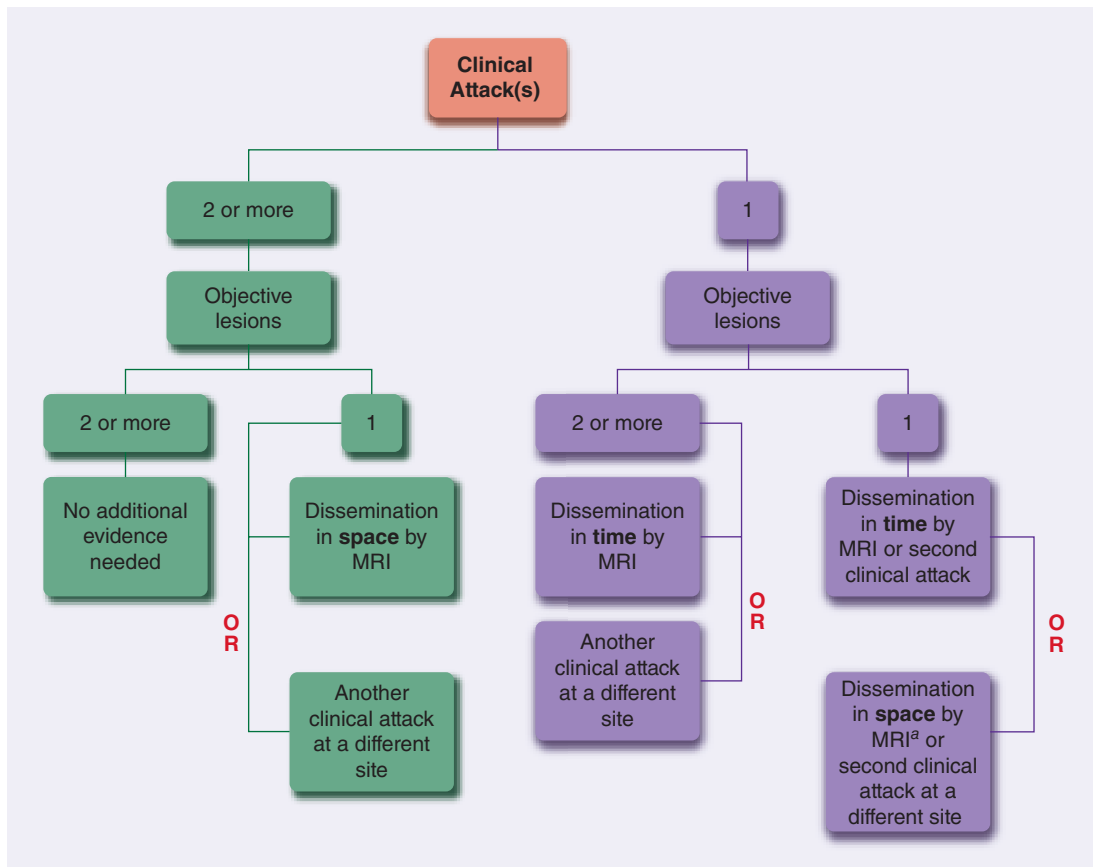 Clinical
Attack(s)
2 or more
1
Objective
lesions
Objective
lesions
2 or more
1
2 or more
1
No additional
evidence
needed
Dissemination
in space by
MRI
Dissemination
in time by
MRI
Dissemination
in time by
MRI or second
clinical attack
O
R
O
R
O
R
Another
clinical attack
at a different
site
Another
clinical attack
at a different
site
Dissemination
in space by
MRIa or
second clinical
attack at a
different site